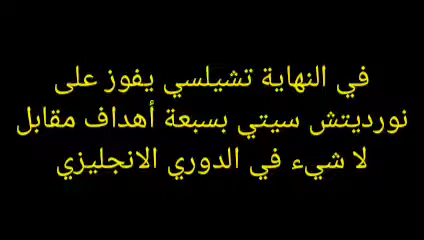 في النهاية تشيلسي يفوز على
نورديتش سيتي بسبعة أهداف مقابل
لا شيء في الدوري الانجليزي